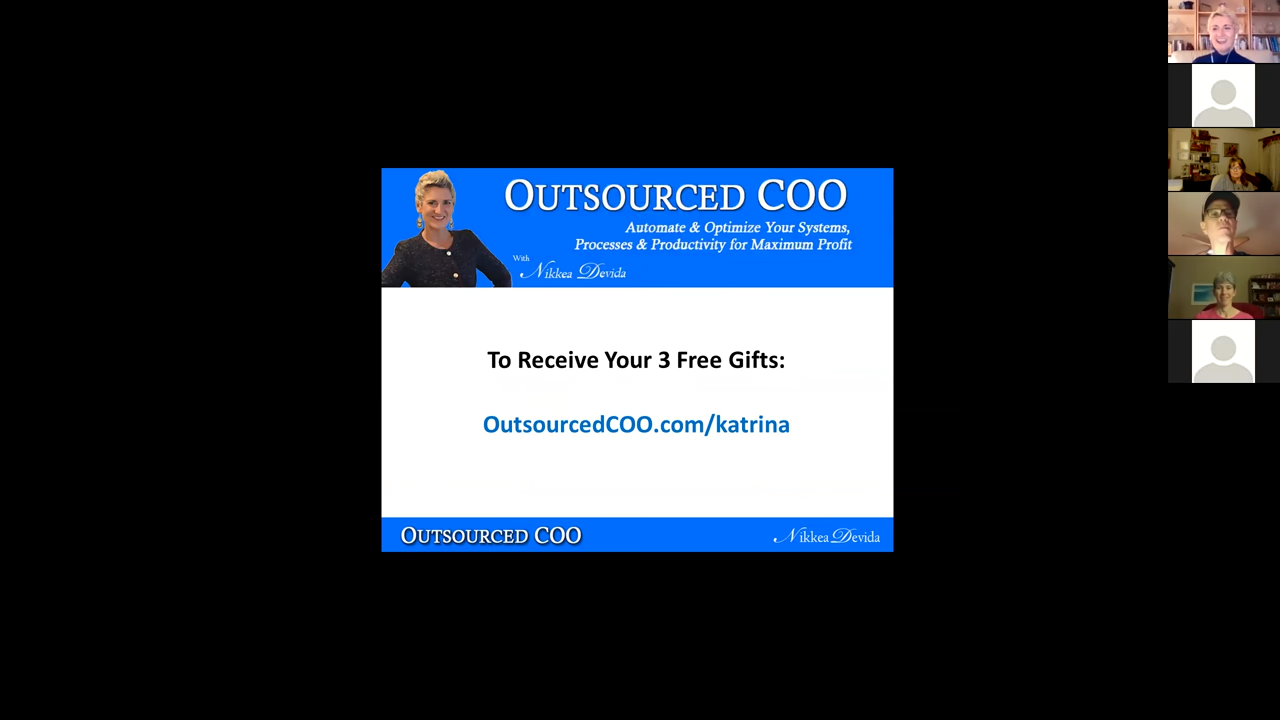 OUTSOURCED COO
Automate & Optimize Your Systems,
Processes & Productivity for Maximum Profit
With Nikkea Devida
To Receive Your 3 Free Gifts:
OutsourcedCOO.com/katrina
OUTSOURCED COO
Nikkea Devida